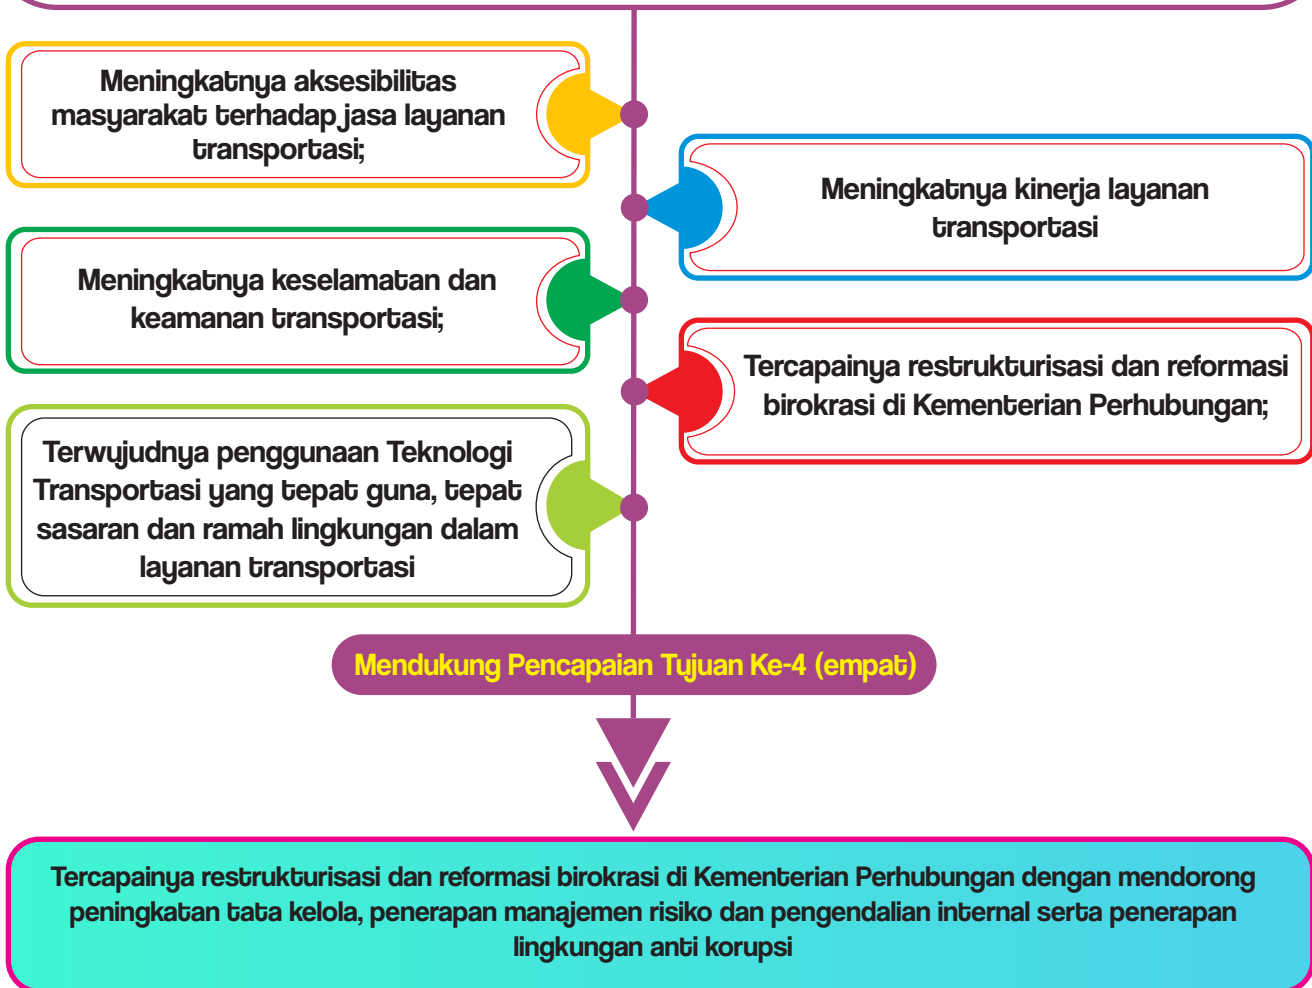 Meningkatnya aksesibilitas
masyarakat terhadap jasa layanan
transportasi;
Meningkatnya kinerja layanan
transportasi
Meningkatnya keselamatan dan
keamanan transportasi;
Tercapainya restrukturisasi dan reformasi
birokrasi di Kementerian Perhubungan;
Terwujudnya penggunaan Teknologi
Transportasi yang tepat guna, tepat
sasaran dan ramah lingkungan dalam
layanan transportasi
Mendukung Pencapaian Tujuan Ke-4 (empat)
Tercapainya restrukturisasi dan reformasi birokrasi di Kementerian Perhubungan dengan mendorong
peningkatan tata kelola, penerapan manajemen risiko dan pengendalian internal serta penerapan
lingkungan anti korupsi